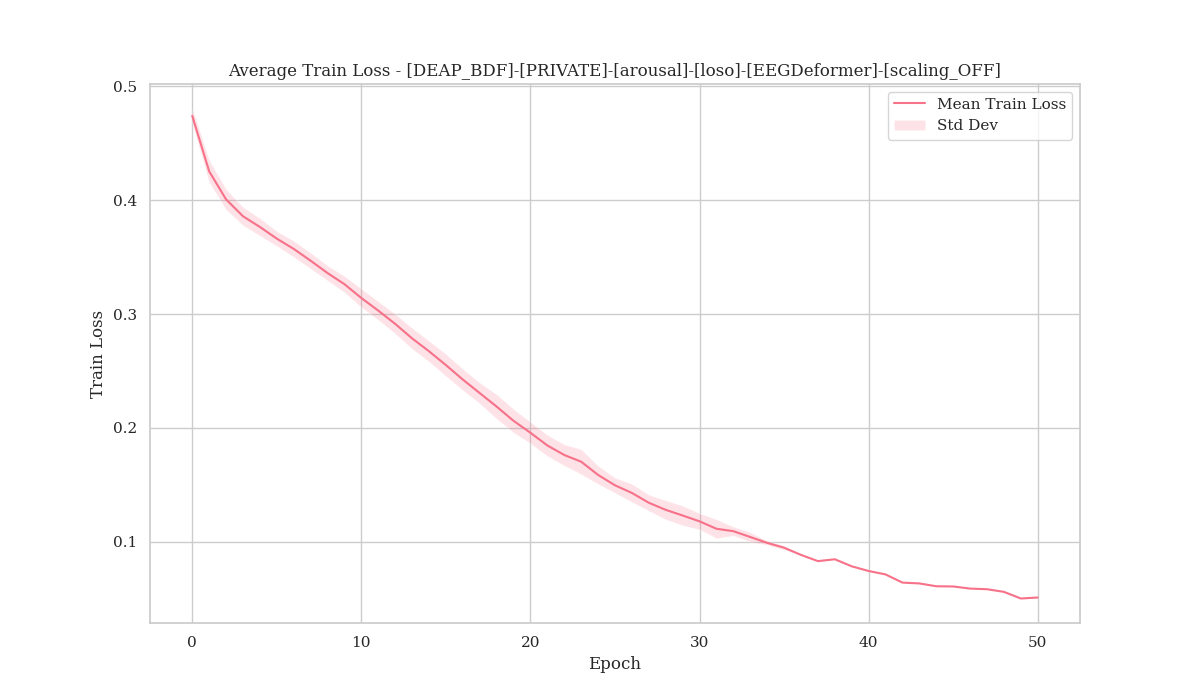 Average Train Loss - [DEAP_BDF]-[PRIVATE]-[arousal]-[loso]-[EEGDeformer]-[scaling_OFF]
Mean Train Loss
Std Dev
0.5
0.4
0.3
0.2
0.1
Train Loss
0 10 20 30 40 50
Epoch